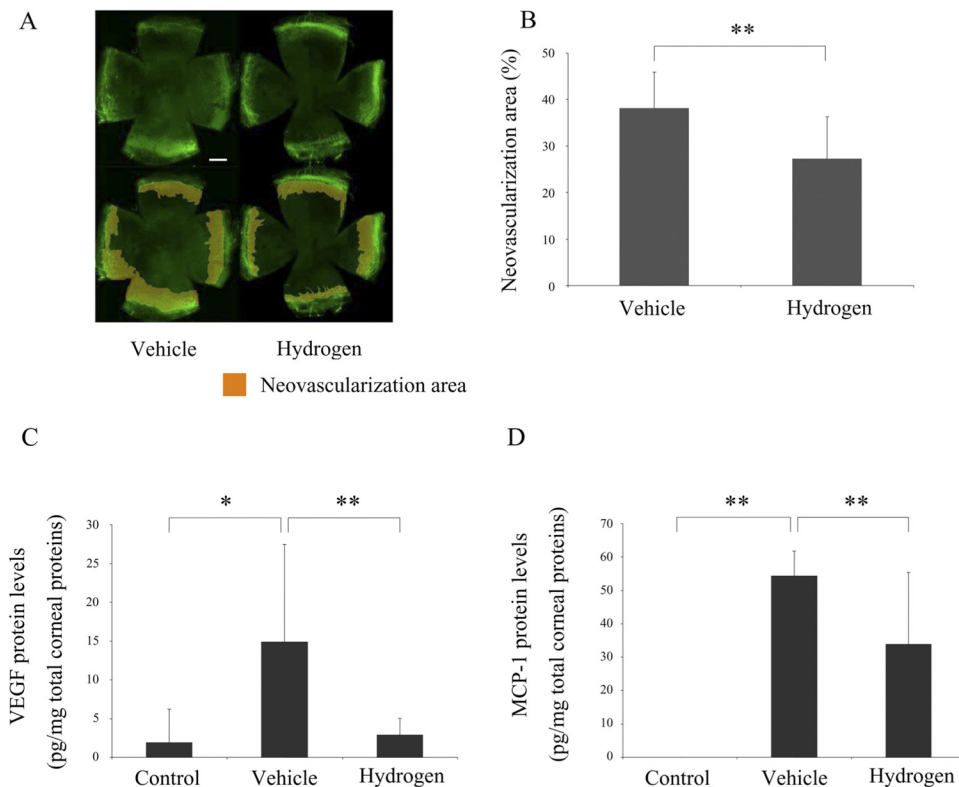 A
Vehicle
Hydrogen
Neovascularization area
B
**
Neovascularization area (%)
50
40
30
20
10
0
Vehicle
Hydrogen
C
*
**
VEGF protein levels
(pg/mg total corneal proteins)
30
25
20
15
10
5
0
Control
Vehicle
Hydrogen
D
**
**
MCP-1 protein levels
(pg/mg total corneal proteins)
70
60
50
40
30
20
10
0
Control
Vehicle
Hydrogen